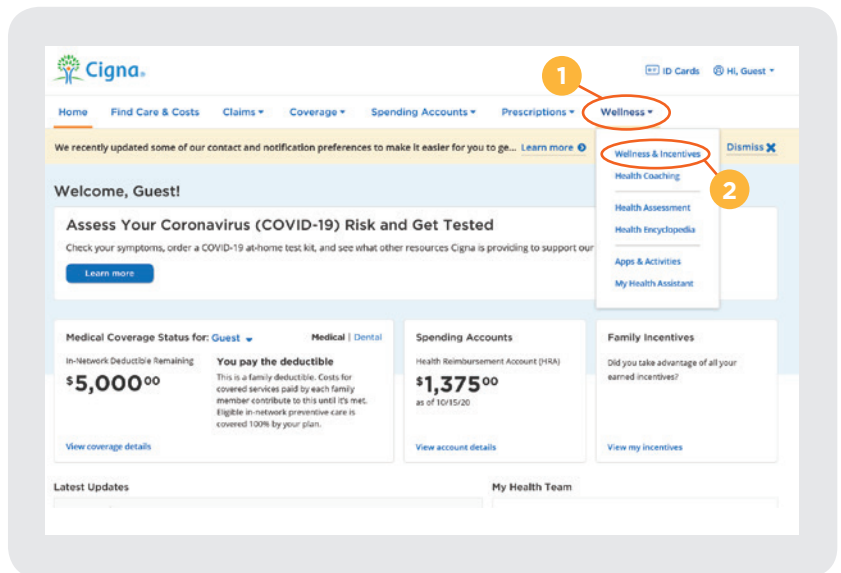 Cigna®
1
ID Cards Hi, Guest
Home Find Care & Costs Claims Coverage Spending Accounts Prescriptions Wellness
We recently updated some of our contact and notification preferences to make it easier for you to ge... Learn more Dismiss
Wellness & Incentives
2
Health Coaching
Health Assessment
Health Encyclopedia
Apps & Activities
My Health Assistant
Welcome, Guest!
Assess Your Coronavirus (COVID-19) Risk and Get Tested
Check your symptoms, order a COVID-19 at-home test kit, and see what other resources Cigna is providing to support our
Learn more
Medical Coverage Status for: Guest Medical | Dental
In-Network Deductible Remaining
$5,000⁰⁰
You pay the deductible
This is a family deductible. Costs for
covered services paid by each family
member contribute to this until it's met.
Eligible in-network preventive care is
covered 100% by your plan.
View coverage details
Spending Accounts
Health Reimbursement Account (HRA)
$1,375⁰⁰
as of 10/15/20
View account details
Family Incentives
Did you take advantage of all your
earned incentives?
View my incentives
Latest Updates
My Health Team